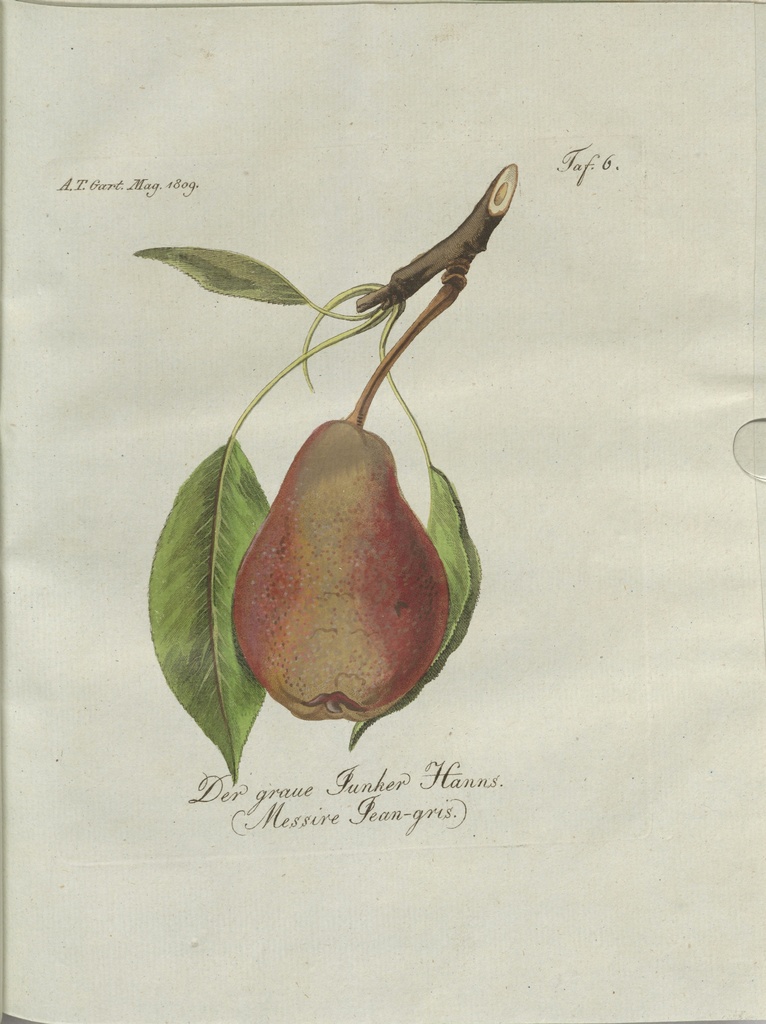 A. T. Gart. Mag. 1809.
Taf. 6.
Der graue Junker Hanns.
(Messire Jean-gris.)